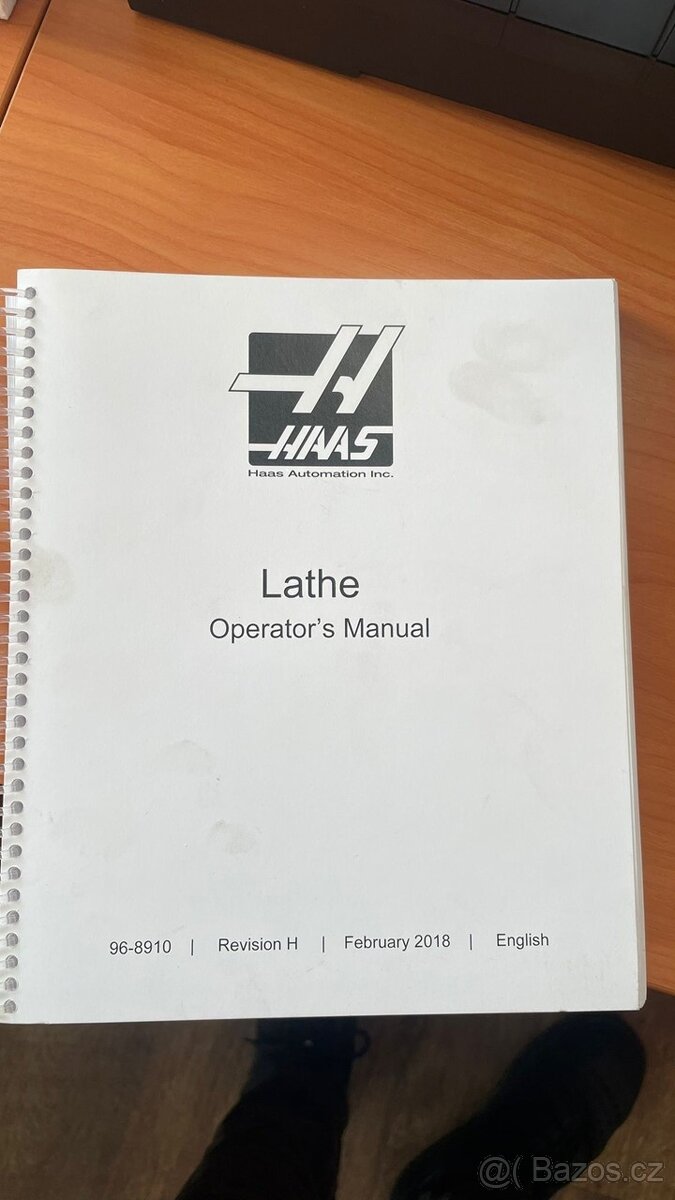 HAAS
Haas Automation Inc.
Lathe
Operator's Manual
96-8910 | Revision H | February 2018 | English
@( Bazos.cz